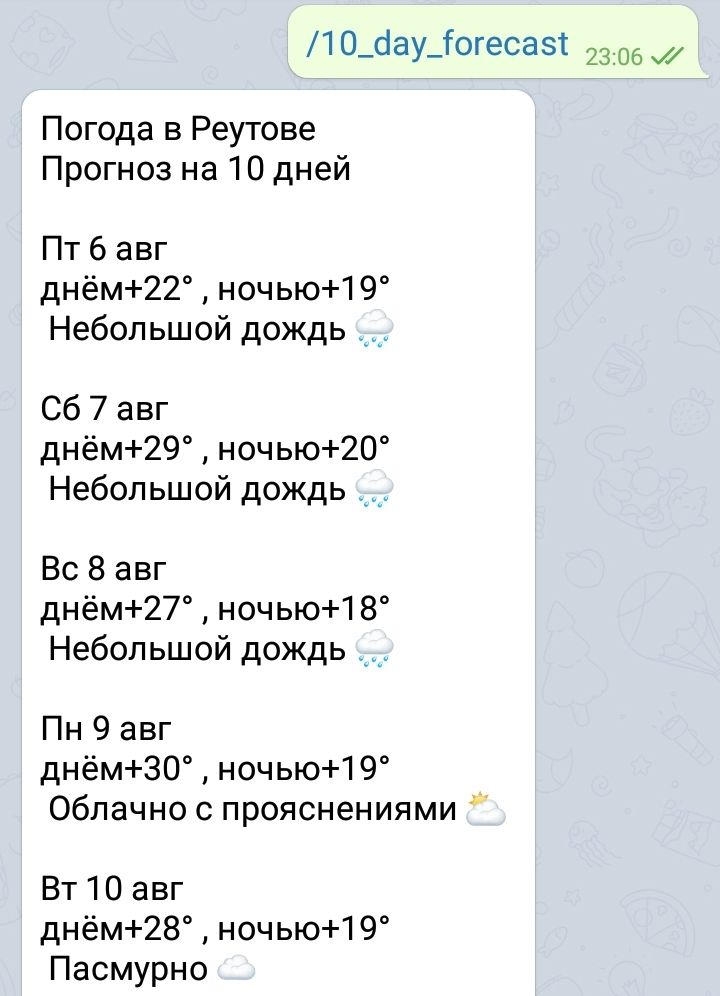 /10_day_forecast 23:06
Погода в Реутове
Прогноз на 10 дней
Пт 6 авг
днём+22° , ночью+19°
Небольшой дождь
Сб 7 авг
днём+29° , ночью+20°
Небольшой дождь
Вс 8 авг
днём+27° , ночью+18°
Небольшой дождь
Пн 9 авг
днём+30° , ночью+19°
Облачно с прояснениями
Вт 10 авг
днём+28° , ночью+19°
Пасмурно